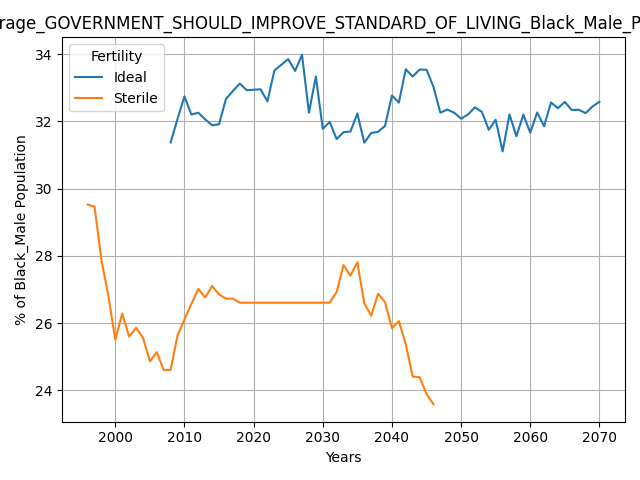 rage_GOVERNMENT_SHOULD_IMPROVE_STANDARD_OF_LIVING_Black_Male_P
Fertility
Ideal
Sterile
% of Black_Male Population
34
32
30
28
26
24
2000 2010 2020 2030 2040 2050 2060 2070
Years